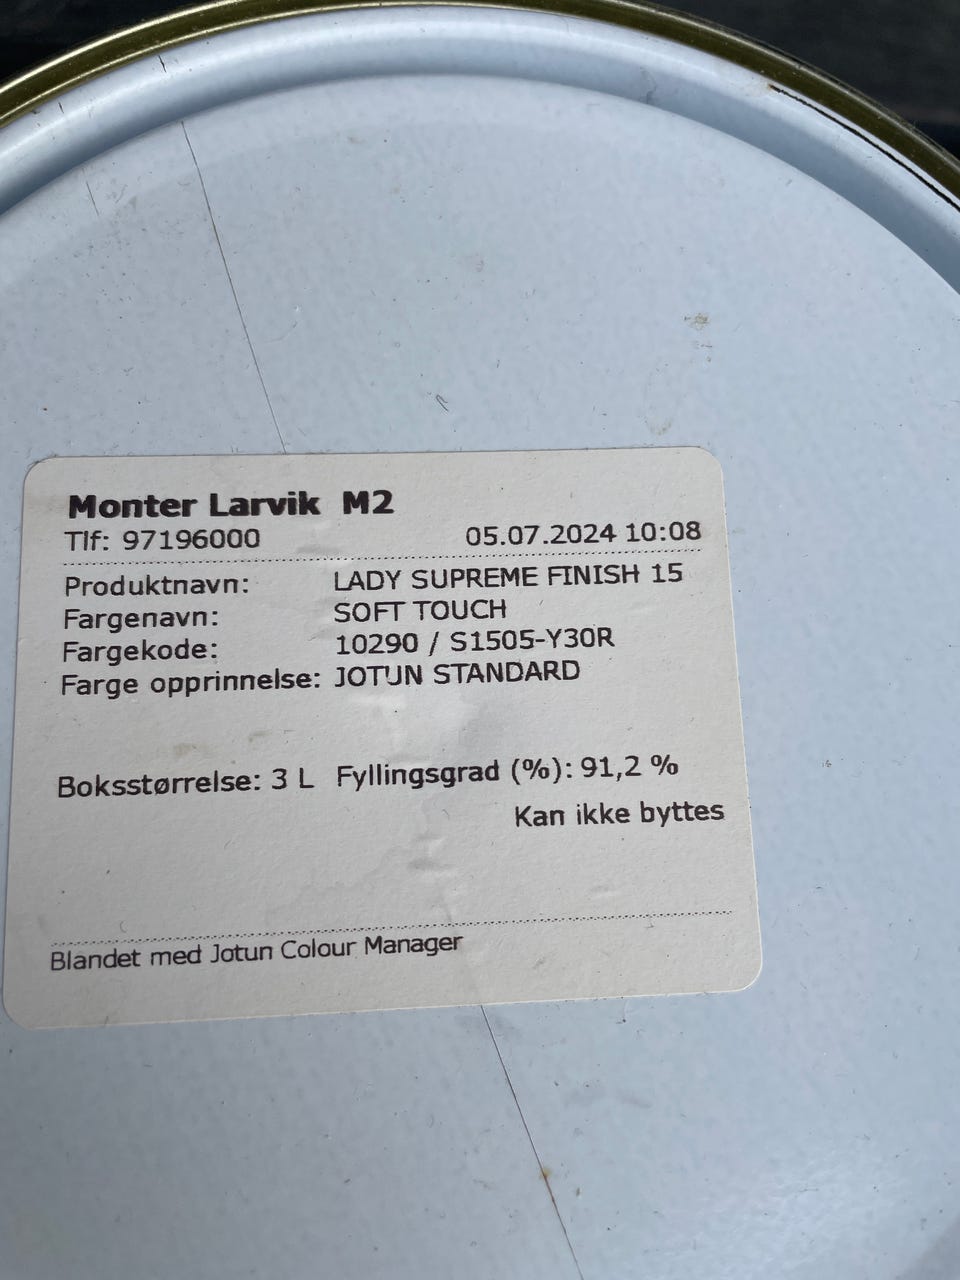 Monter Larvik M2
Tlf: 97196000 05.07.2024 10:08
Produktnavn: LADY SUPREME FINISH 15
Fargenavn: SOFT TOUCH
Fargekode: 10290 / S1505-Y30R
Farge opprinnelse: JOTUN STANDARD
Boksstørrelse: 3 L Fyllingsgrad (%): 91,2 %
Kan ikke byttes
Blandet med Jotun Colour Manager